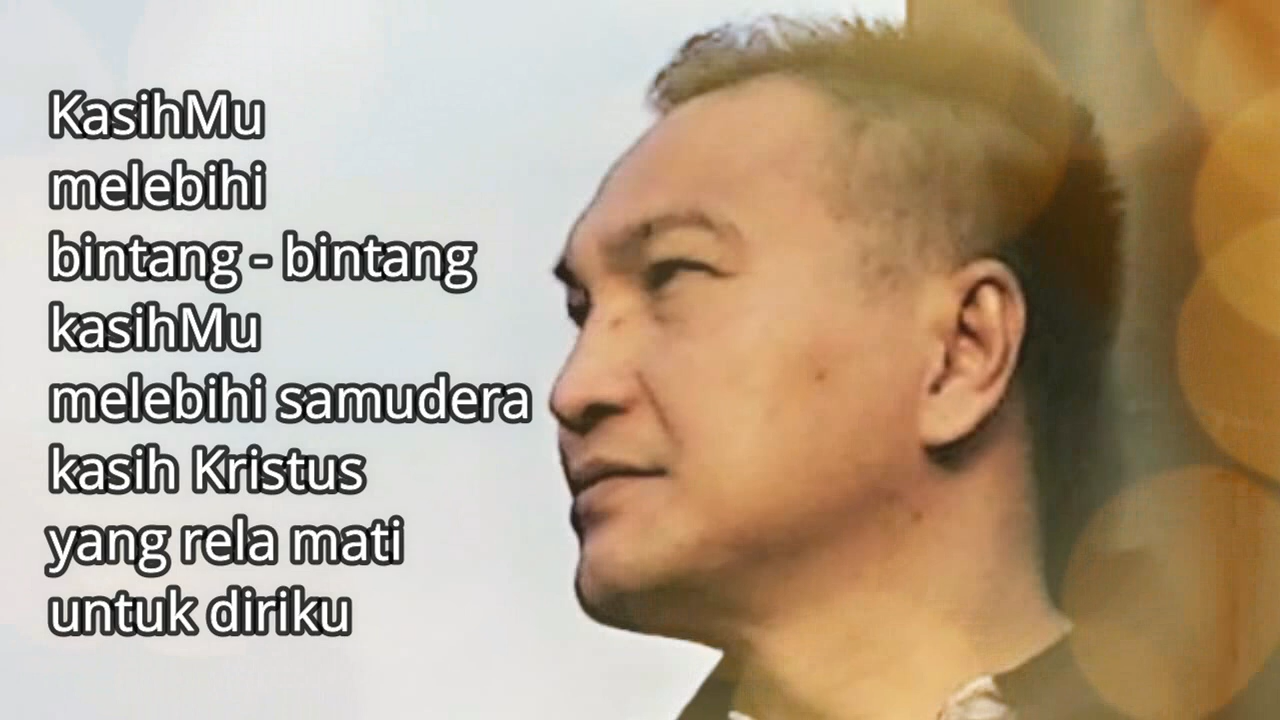 KasihMu
melebihi
bintang - bintang
kasihMu
melebihi samudera
kasih Kristus
yang rela mati
untuk diriku